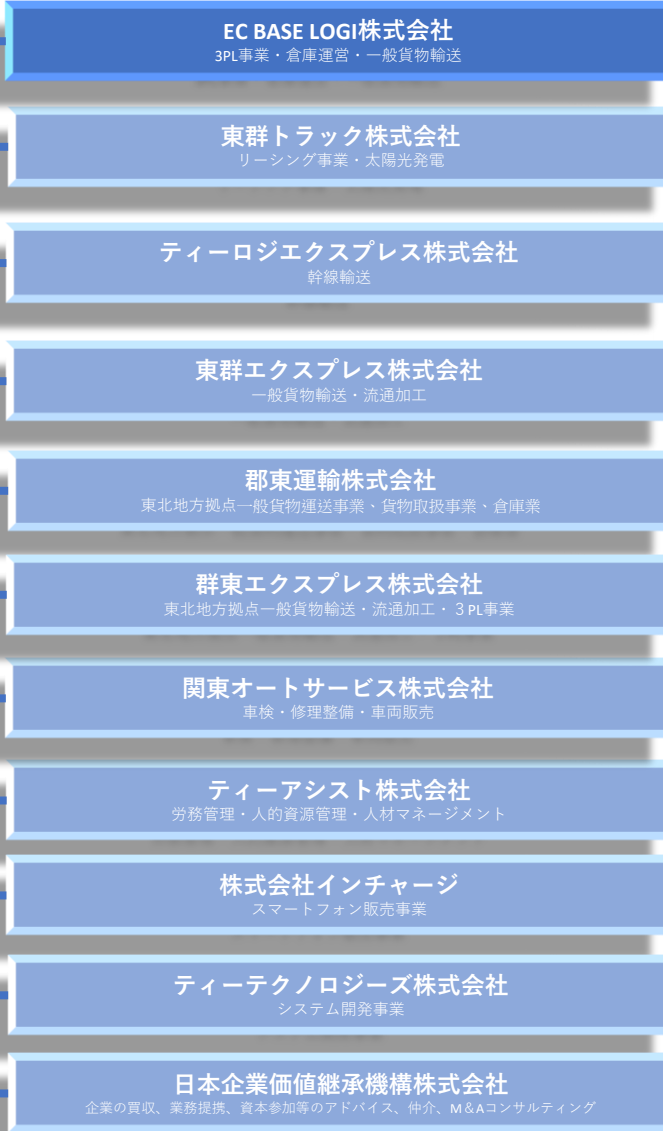 EC BASE LOGI株式会社
3PL事業・倉庫運営・一般貨物輸送
東群トラック株式会社
リーシング事業・太陽光発電
ティーロジエクスプレス株式会社
幹線輸送
東群エクスプレス株式会社
一般貨物輸送・流通加工
郡東運輸株式会社
東北地方拠点一般貨物運送事業、貨物取扱事業、倉庫業
群東エクスプレス株式会社
東北地方拠点一般貨物輸送・流通加工・３PL事業
関東オートサービス株式会社
車検・修理整備・車両販売
ティーアシスト株式会社
労務管理・人的資源管理・人材マネージメント
株式会社インチャージ
スマートフォン販売事業
ティーテクノロジーズ株式会社
システム開発事業
日本企業価値継承機構株式会社
企業の買収、業務提携、資本参加等のアドバイス、仲介、M＆Aコンサルティング